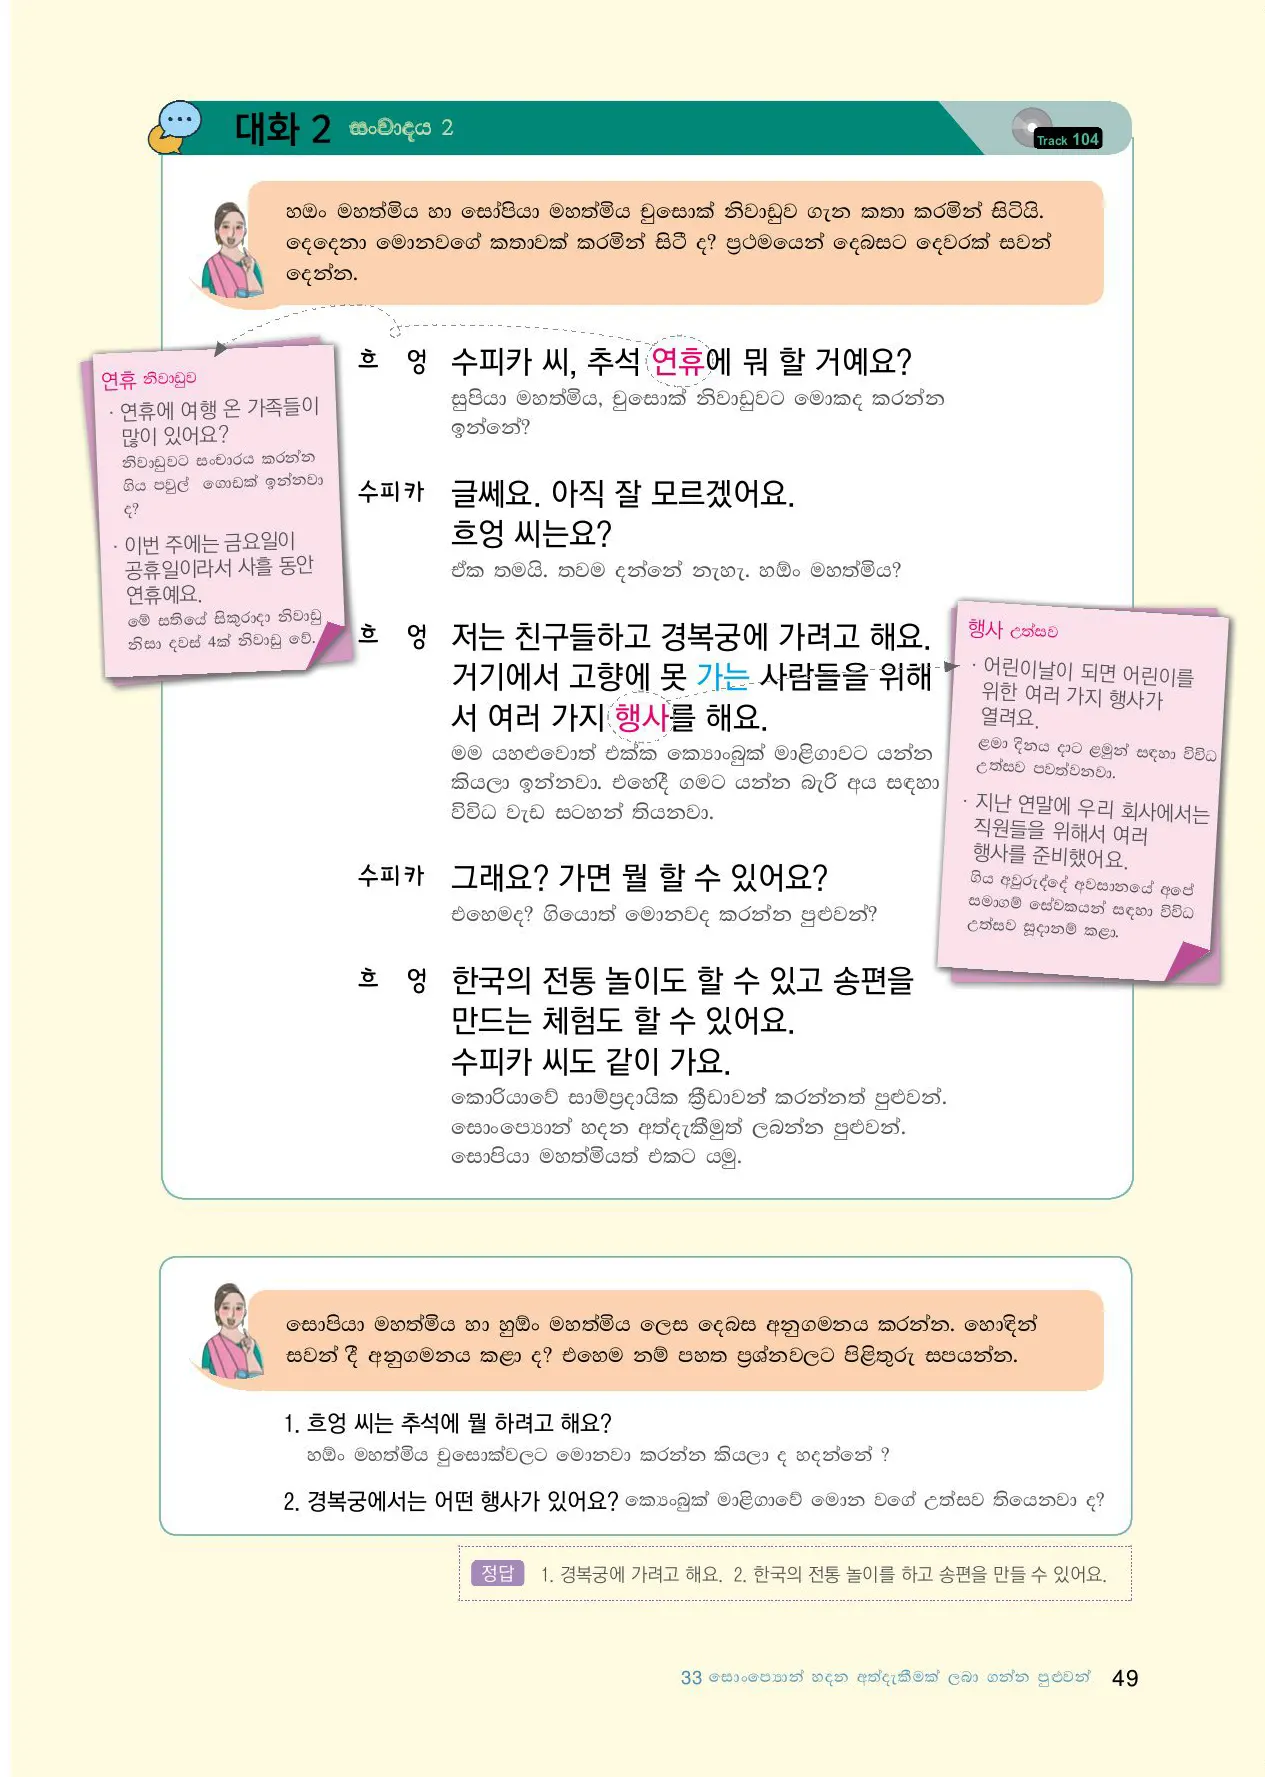 대화 2 සංවාදය 2
Track 104
හඔං මහත්මිය හා සෝපියා මහත්මිය චුසොක් නිවාඩුව ගැන කතා කරමින් සිටියි.
දෙදෙනා මොනවගේ කතාවක් කරමින් සිටී ද? ප්‍රථමයෙන් දෙබසට දෙවරක් සවන්
දෙන්න.
흐 엉 수피카 씨, 추석 연휴에 뭐 할 거예요?
සුපියා මහත්මිය, චුසොක් නිවාඩුවට මොකද කරන්න
ඉන්නේ?
수피카 글쎄요. 아직 잘 모르겠어요.
흐엉 씨는요?
ඒක තමයි. තවම දන්නේ නැහැ. හඕං මහත්මිය?
흐 엉 저는 친구들하고 경복궁에 가려고 해요.
거기에서 고향에 못 가는 사람들을 위해
서 여러 가지 행사를 해요.
මම යහළුවොත් එක්ක ක්‍යොංබුක් මාළිගාවට යන්න
කියලා ඉන්නවා. එහෙදී ගමට යන්න බැරි අය සඳහා
විවිධ වැඩ සටහන් තියනවා.
수피카 그래요? 가면 뭘 할 수 있어요?
එහෙමද? ගියොත් මොනවද කරන්න පුළුවන්?
흐 엉 한국의 전통 놀이도 할 수 있고 송편을
만드는 체험도 할 수 있어요.
수피카 씨도 같이 가요.
කොරියාවේ සාම්ප්‍රදායික ක්‍රීඩාවන් කරන්නත් පුළුවන්.
සොංප්‍යොන් හදන අත්දැකීමුත් ලබන්න පුළුවන්.
සොපියා මහත්මියත් එකට යමු.
연휴 නිවාඩුව
· 연휴에 여행 온 가족들이
많이 있어요?
නිවාඩුවට සංචාරය කරන්න
ගිය පවුල් ගොඩක් ඉන්නවා
ද?
· 이번 주에는 금요일이
공휴일이라서 사흘 동안
연휴예요.
මේ සතියේ සිකුරාදා නිවාඩු
නිසා දවස් 4ක් නිවාඩු වේ.
행사 උත්සව
· 어린이날이 되면 어린이를
위한 여러 가지 행사가
열려요.
ළමා දිනය දාට ළමුන් සඳහා විවිධ
උත්සව පවත්වනවා.
· 지난 연말에 우리 회사에서는
직원들을 위해서 여러
행사를 준비했어요.
ගිය අවුරුද්දේ අවසානයේ අපේ
සමාගම් සේවකයන් සඳහා විවිධ
උත්සව සූදානම් කළා.
සොපියා මහත්මිය හා හුඕං මහත්මිය ලෙස දෙබස අනුගමනය කරන්න. හොඳින්
සවන් දී අනුගමනය කළා ද? එහෙම නම් පහත ප්‍රශ්නවලට පිළිතුරු සපයන්න.
1. 흐엉 씨는 추석에 뭘 하려고 해요?
හඕං මහත්මිය චුසොක්වලට මොනවා කරන්න කියලා ද හදන්නේ ?
2. 경복궁에서는 어떤 행사가 있어요? ක්‍යොංබුක් මාළිගාවේ මොන වගේ උත්සව තියෙනවා ද?
정답 1. 경복궁에 가려고 해요. 2. 한국의 전통 놀이를 하고 송편을 만들 수 있어요.
33 සොංප්‍යොන් හදන අත්දැකීමක් ලබා ගන්න පුළුවන් 49